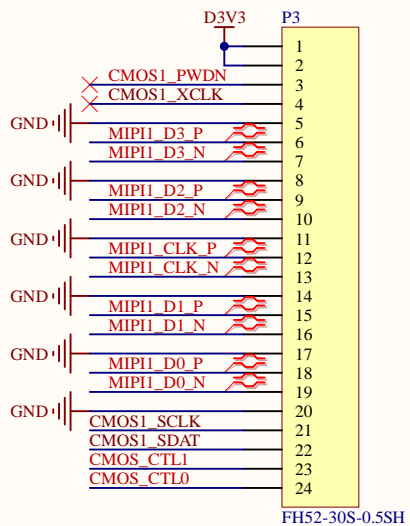 D3V3 P3
1
2
CMOS1_PWDN 3
CMOS1_XCLK 4
GND 5
MIPI1_D3_P 6
MIPI1_D3_N 7
GND 8
MIPI1_D2_P 9
MIPI1_D2_N 10
GND 11
MIPI1_CLK_P 12
MIPI1_CLK_N 13
GND 14
MIPI1_D1_P 15
MIPI1_D1_N 16
GND 17
MIPI1_D0_P 18
MIPI1_D0_N 19
GND 20
CMOS1_SCLK 21
CMOS1_SDAT 22
CMOS_CTL1 23
CMOS_CTL0 24
FH52-30S-0.5SH